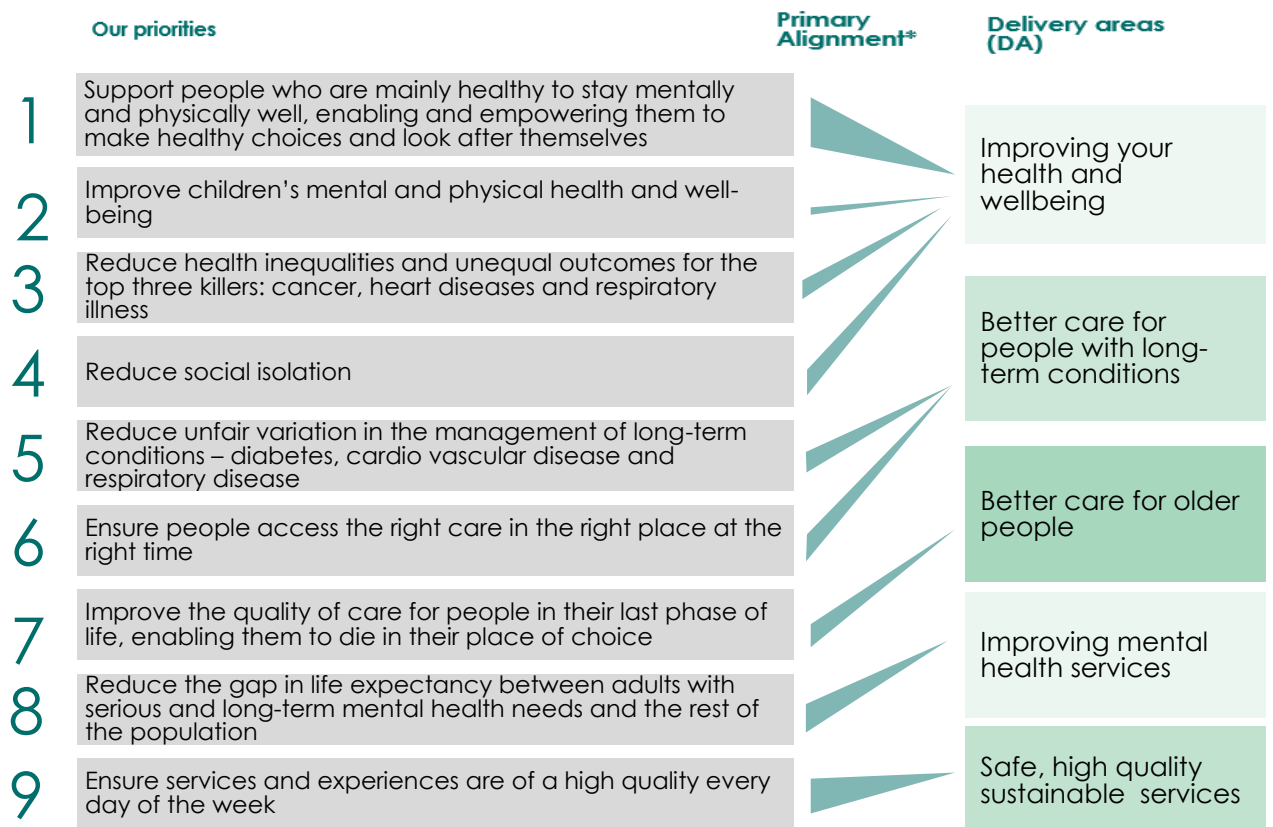 Our priorities
Primary
Alignment*
Delivery areas
(DA)
1
Support people who are mainly healthy to stay mentally
and physically well, enabling and empowering them to
make healthy choices and look after themselves
2
Improve children’s mental and physical health and well-
being
3
Reduce health inequalities and unequal outcomes for the
top three killers: cancer, heart diseases and respiratory
illness
4
Reduce social isolation
5
Reduce unfair variation in the management of long-term
conditions – diabetes, cardio vascular disease and
respiratory disease
6
Ensure people access the right care in the right place at the
right time
7
Improve the quality of care for people in their last phase of
life, enabling them to die in their place of choice
8
Reduce the gap in life expectancy between adults with
serious and long-term mental health needs and the rest of
the population
9
Ensure services and experiences are of a high quality every
day of the week
Improving your
health and
wellbeing
Better care for
people with long-
term conditions
Better care for older
people
Improving mental
health services
Safe, high quality
sustainable services